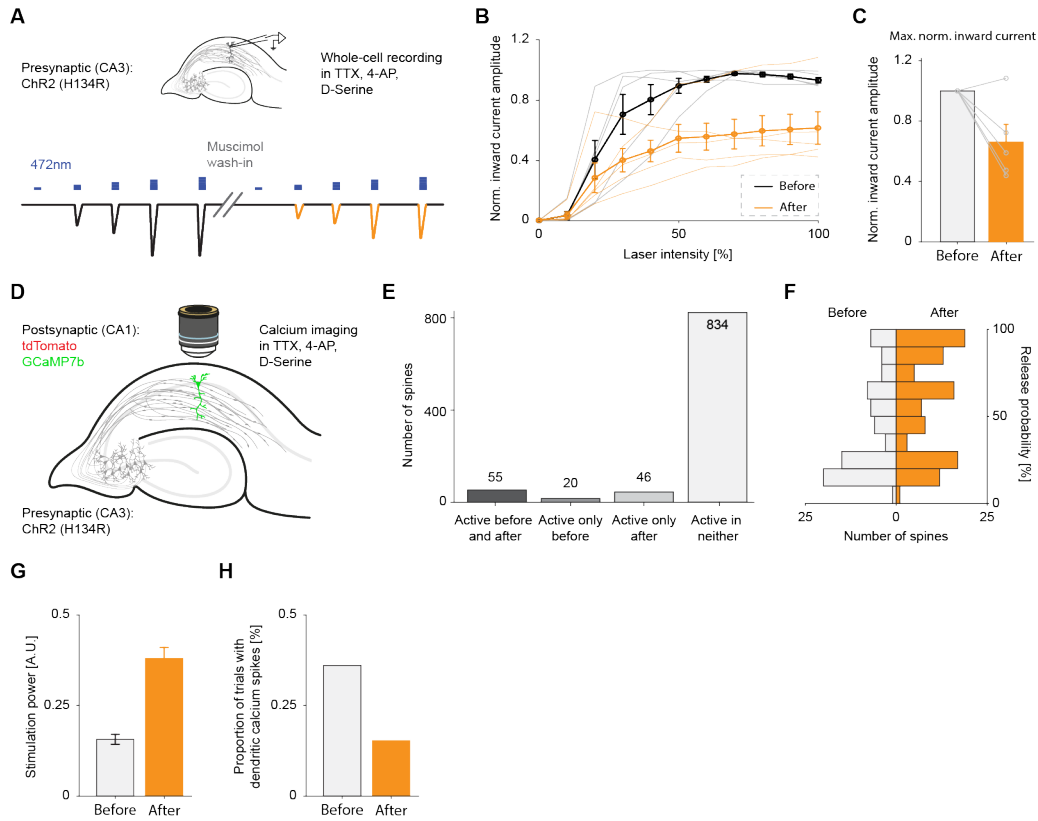 A
Presynaptic (CA3):
ChR2 (H134R)
Whole-cell recording
in TTX, 4-AP,
D-Serine
472nm
Muscimol
wash-in
B
Norm. inward current amplitude
1.2
0.8
0.4
0
0
50
100
Laser intensity [%]
Before
After
C
Max. norm. inward current
Norm. inward current amplitude
1.2
0.8
0.4
0
Before
After
D
Postsynaptic (CA1):
tdTomato
GCaMP7b
Calcium imaging
in TTX, 4-AP,
D-Serine
Presynaptic (CA3):
ChR2 (H134R)
E
Number of spines
800
400
0
55
20
46
834
Active before
and after
Active only
before
Active only
after
Active in
neither
F
Before
After
100
50
0
Release probability [%]
25
0
25
Number of spines
G
Stimulation power [A.U.]
0.5
0.25
0
Before
After
H
Proportion of trials with
dendritic calcium spikes [%]
0.5
0.25
0
Before
After